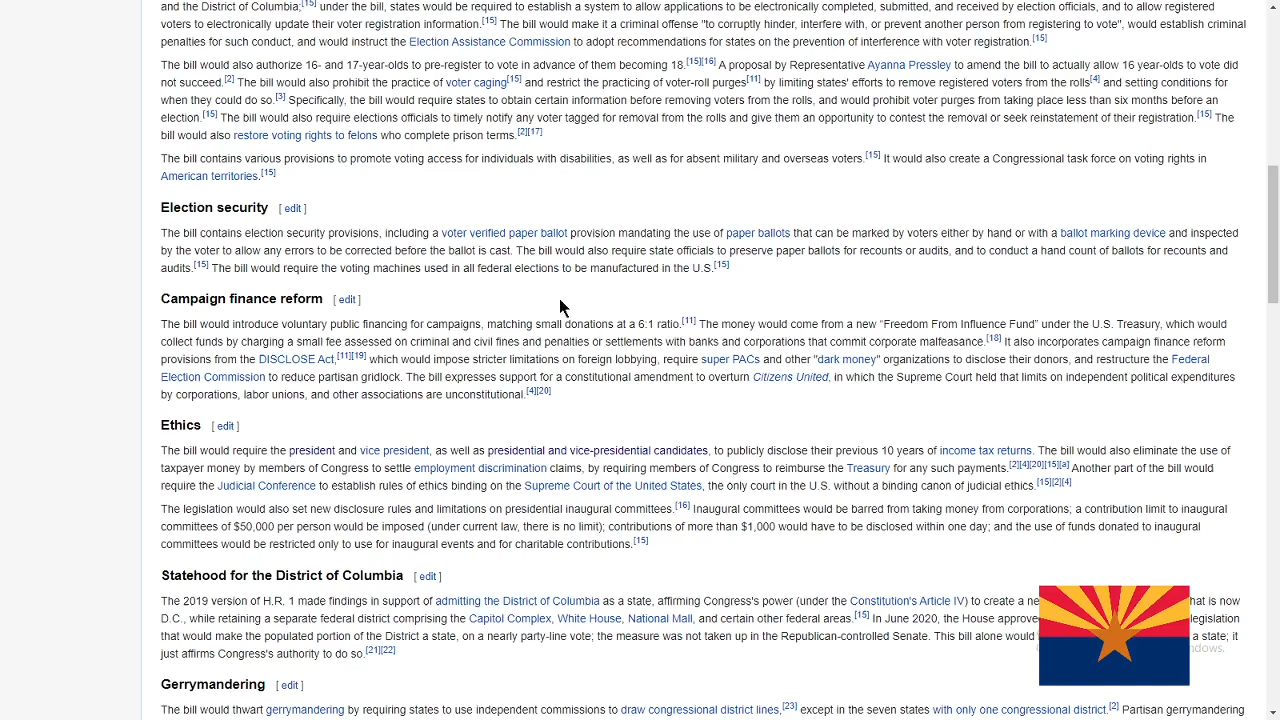 and the District of Columbia;[15] under the bill, states would be required to establish a system to allow applications to be electronically completed, submitted, and received by election officials, and to allow registered
voters to electronically update their voter registration information.[15] The bill would make it a criminal offense "to corruptly hinder, interfere with, or prevent another person from registering to vote", would establish criminal
penalties for such conduct, and would instruct the Election Assistance Commission to adopt recommendations for states on the prevention of interference with voter registration.[15]
The bill would also authorize 16- and 17-year-olds to pre-register to vote in advance of them becoming 18.[15][16] A proposal by Representative Ayanna Pressley to amend the bill to actually allow 16 year-olds to vote did
not succeed.[2] The bill would also prohibit the practice of voter caging[15] and restrict the practicing of voter-roll purges[11] by limiting states' efforts to remove registered voters from the rolls[4] and setting conditions for
when they could do so.[3] Specifically, the bill would require states to obtain certain information before removing voters from the rolls, and would prohibit voter purges from taking place less than six months before an
election.[15] The bill would also require elections officials to timely notify any voter tagged for removal from the rolls and give them an opportunity to contest the removal or seek reinstatement of their registration.[15] The
bill would also restore voting rights to felons who complete prison terms.[2][17]
The bill contains various provisions to promote voting access for individuals with disabilities, as well as for absent military and overseas voters.[15] It would also create a Congressional task force on voting rights in
American territories.[15]
Election security [ edit ]
The bill contains election security provisions, including a voter verified paper ballot provision mandating the use of paper ballots that can be marked by voters either by hand or with a ballot marking device and inspected
by the voter to allow any errors to be corrected before the ballot is cast. The bill would also require state officials to preserve paper ballots for recounts or audits, and to conduct a hand count of ballots for recounts and
audits.[15] The bill would require the voting machines used in all federal elections to be manufactured in the U.S.[15]
Campaign finance reform [ edit ]
The bill would introduce voluntary public financing for campaigns, matching small donations at a 6:1 ratio.[11] The money would come from a new “Freedom From Influence Fund” under the U.S. Treasury, which would
collect funds by charging a small fee assessed on criminal and civil fines and penalties or settlements with banks and corporations that commit corporate malfeasance.[18] It also incorporates campaign finance reform
provisions from the DISCLOSE Act,[11][19] which would impose stricter limitations on foreign lobbying, require super PACs and other "dark money" organizations to disclose their donors, and restructure the Federal
Election Commission to reduce partisan gridlock. The bill expresses support for a constitutional amendment to overturn Citizens United, in which the Supreme Court held that limits on independent political expenditures
by corporations, labor unions, and other associations are unconstitutional.[4][20]
Ethics [ edit ]
The bill would require the president and vice president, as well as presidential and vice-presidential candidates, to publicly disclose their previous 10 years of income tax returns. The bill would also eliminate the use of
taxpayer money by members of Congress to settle employment discrimination claims, by requiring members of Congress to reimburse the Treasury for any such payments.[2][4][20][15][a] Another part of the bill would
require the Judicial Conference to establish rules of ethics binding on the Supreme Court of the United States, the only court in the U.S. without a binding canon of judicial ethics.[15][2][4]
The legislation would also set new disclosure rules and limitations on presidential inaugural committees.[16] Inaugural committees would be barred from taking money from corporations; a contribution limit to inaugural
committees of $50,000 per person would be imposed (under current law, there is no limit); contributions of more than $1,000 would have to be disclosed within one day; and the use of funds donated to inaugural
committees would be restricted only to use for inaugural events and for charitable contributions.[15]
Statehood for the District of Columbia [ edit ]
The 2019 version of H.R. 1 made findings in support of admitting the District of Columbia as a state, affirming Congress's power (under the Constitution's Article IV) to create a is now
D.C., while retaining a separate federal district comprising the Capitol Complex, White House, National Mall, and certain other federal areas.[15] In June 2020, the House legislation
that would make the populated portion of the District a state, on a nearly party-line vote; the measure was not taken up in the Republican-controlled Senate. This bill alone would a state; it
just affirms Congress's authority to do so.[21][22]
Gerrymandering [ edit ]
The bill would thwart gerrymandering by requiring states to use independent commissions to draw congressional district lines,[23] except in the seven states with only one congressional district.[2] Partisan gerrymandering